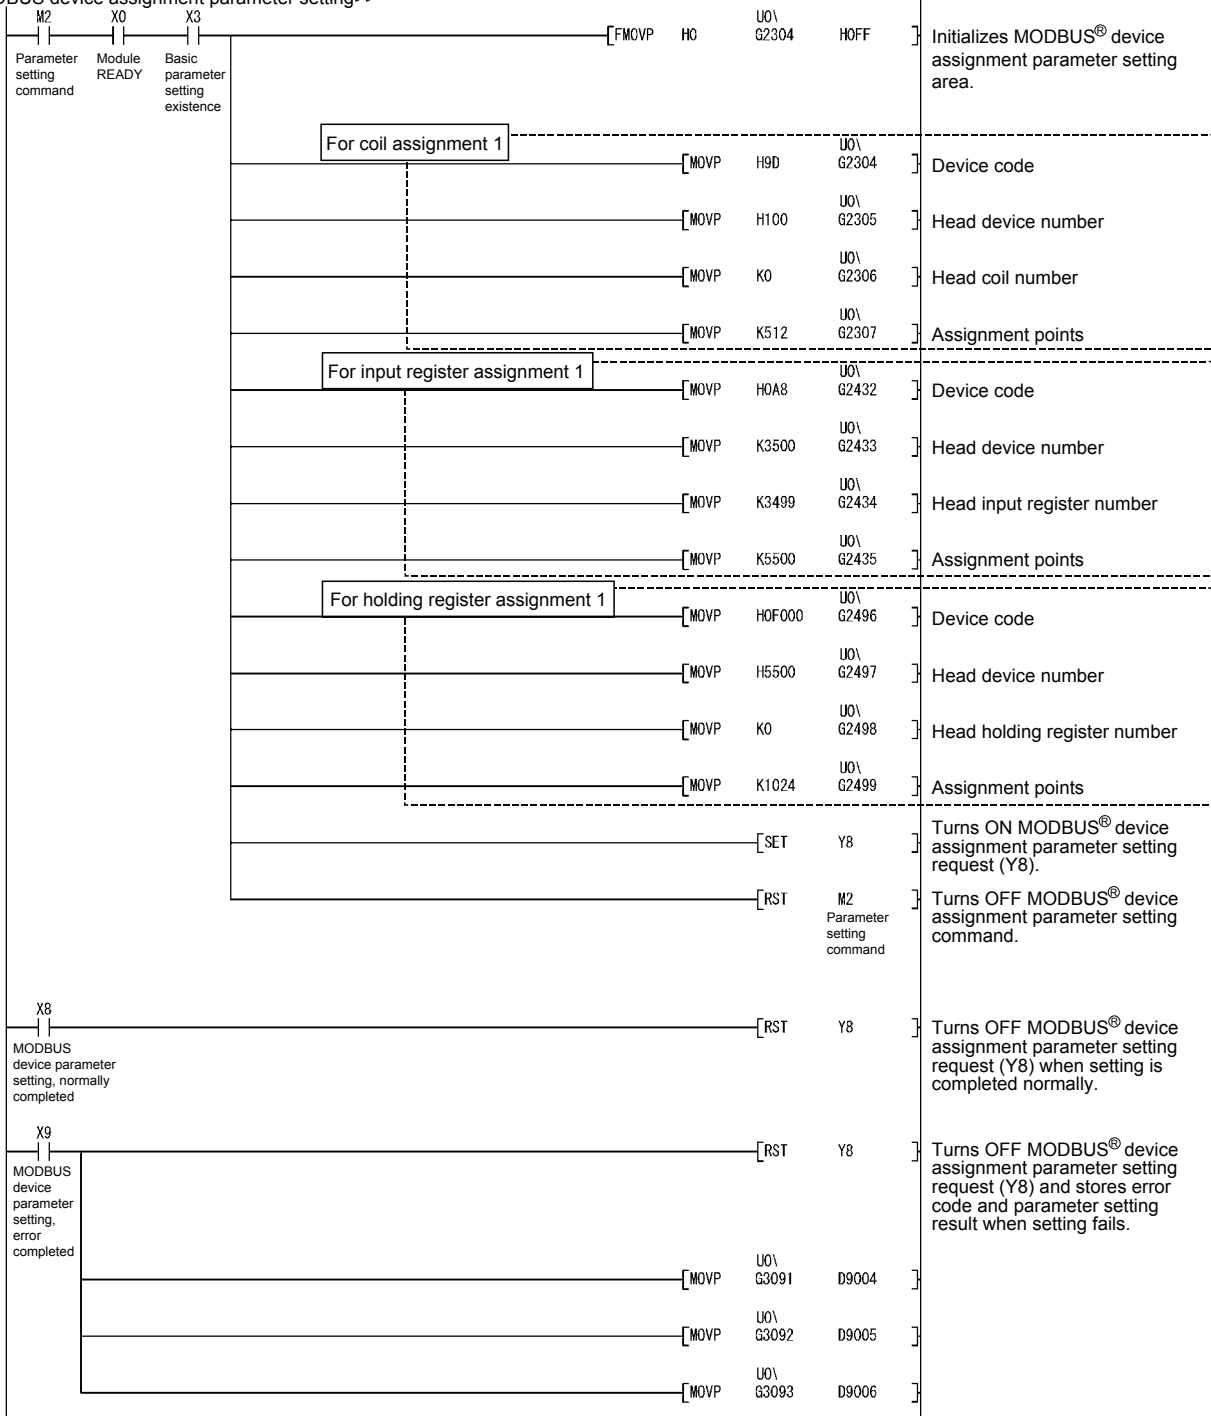 DBUS device assignment parameter setting>>
M2 X0 X3
Parameter setting command
Module READY
Basic parameter setting existence
[FMOVP H0 U0\G2304 H0FF ]
Initializes MODBUS® device
assignment parameter setting
area.
For coil assignment 1
[MOVP H9D U0\G2304 ] Device code
[MOVP H100 U0\G2305 ] Head device number
[MOVP K0 U0\G2306 ] Head coil number
[MOVP K512 U0\G2307 ] Assignment points
For input register assignment 1
[MOVP H0A8 U0\G2432 ] Device code
[MOVP K3500 U0\G2433 ] Head device number
[MOVP K3499 U0\G2434 ] Head input register number
[MOVP K5500 U0\G2435 ] Assignment points
For holding register assignment 1
[MOVP H0F000 U0\G2496 ] Device code
[MOVP H5500 U0\G2497 ] Head device number
[MOVP K0 U0\G2498 ] Head holding register number
[MOVP K1024 U0\G2499 ] Assignment points
[SET Y8 ]
Turns ON MODBUS® device
assignment parameter setting
request (Y8).
[RST M2 ]
Parameter
setting
command
Turns OFF MODBUS® device
assignment parameter setting
command.
X8
MODBUS
device parameter
setting, normally
completed
[RST Y8 ]
Turns OFF MODBUS® device
assignment parameter setting
request (Y8) when setting is
completed normally.
X9
MODBUS
device
parameter
setting,
error
completed
[RST Y8 ]
Turns OFF MODBUS® device
assignment parameter setting
request (Y8) and stores error
code and parameter setting
result when setting fails.
[MOVP U0\G3091 D9004 ]
[MOVP U0\G3092 D9005 ]
[MOVP U0\G3093 D9006 ]